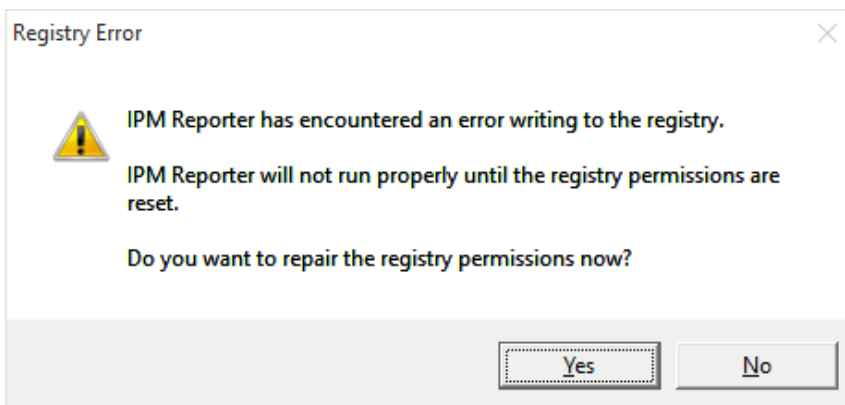 Registry Error
IPM Reporter has encountered an error writing to the registry.
IPM Reporter will not run properly until the registry permissions are
reset.
Do you want to repair the registry permissions now?
Yes
No